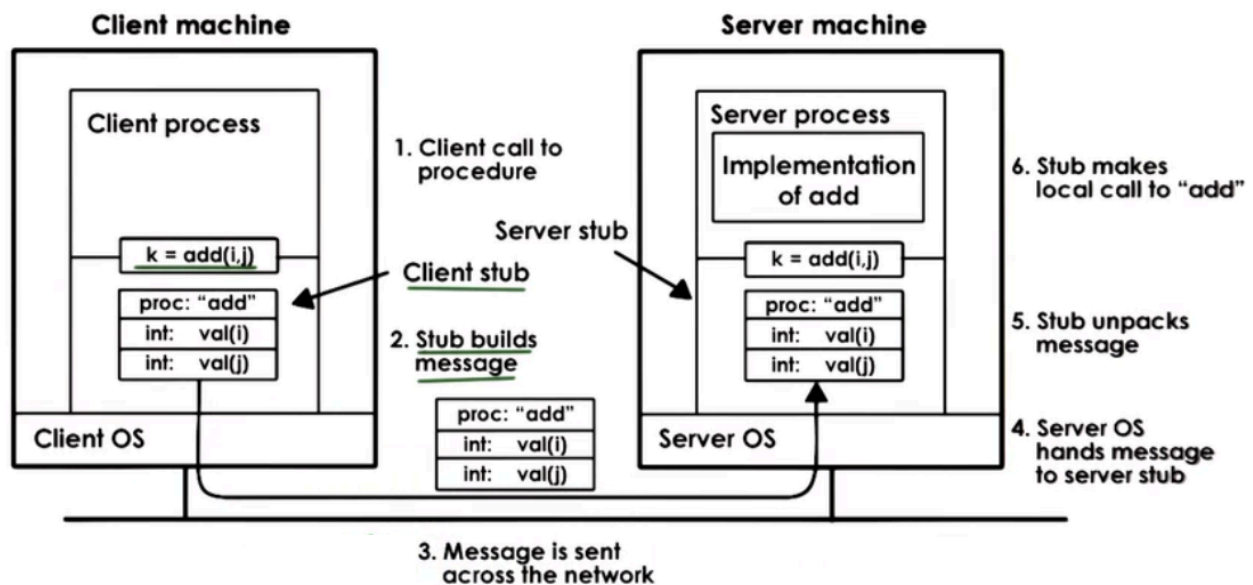 Client machine
Server machine
Client process
1. Client call to
procedure
Server process
Implementation
of add
6. Stub makes
local call to “add”
Server stub
k = add(i,j)
k = add(i,j)
Client stub
proc: “add”
int: val(i)
int: val(j)
2. Stub builds
message
proc: “add”
int: val(i)
int: val(j)
5. Stub unpacks
message
proc: “add”
int: val(i)
int: val(j)
Client OS
Server OS
4. Server OS
hands message
to server stub
3. Message is sent
across the network